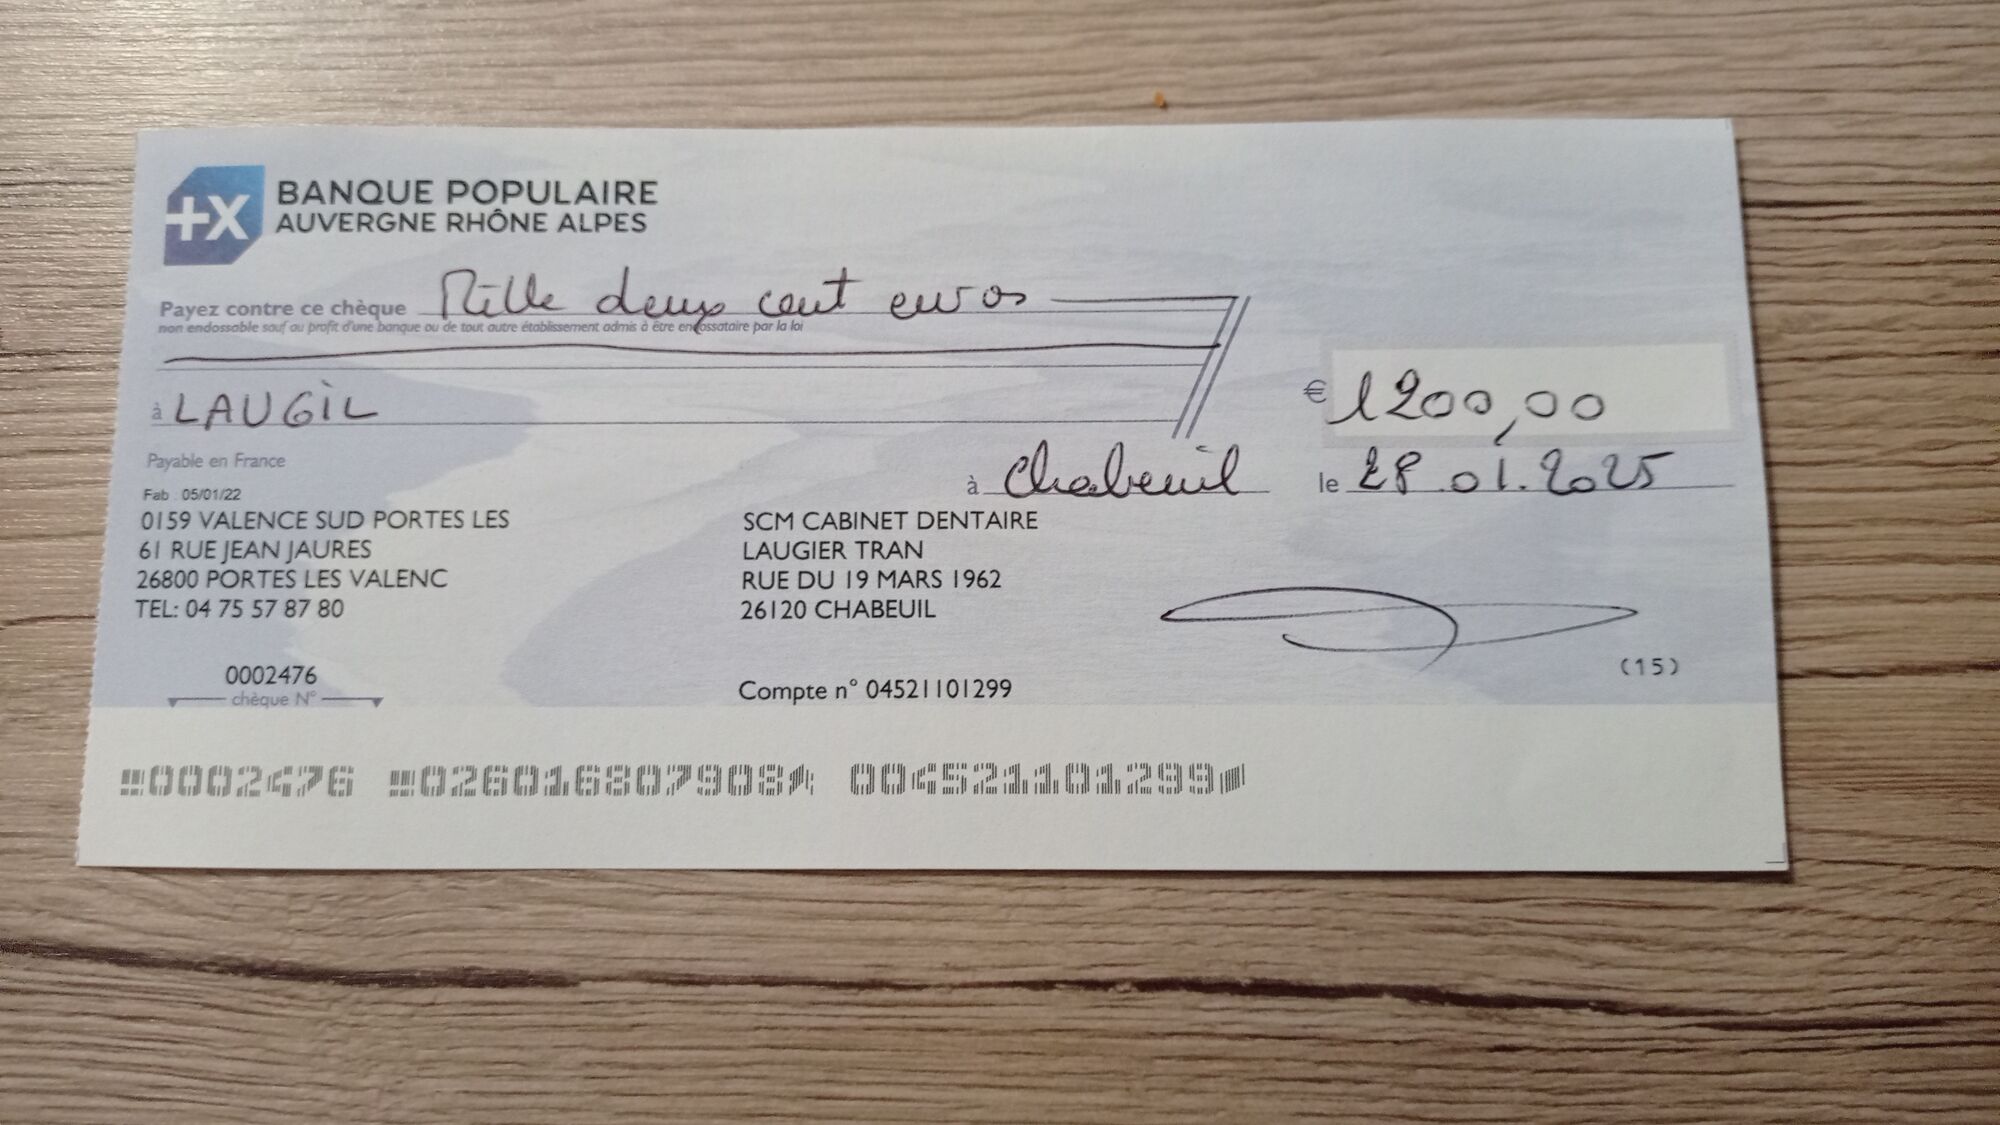 +X BANQUE POPULAIRE
AUVERGNE RHÔNE ALPES
Payez contre ce chèque Mille deux cent euros
non endossable sauf au profit d'une banque ou de tout autre établissement admis à être endossataire par la loi
à LAUGIL
€ 1200,00
Payable en France
à Chabeuil le 28.01.2025
Fab : 05/01/22
0159 VALENCE SUD PORTES LES
61 RUE JEAN JAURES
26800 PORTES LES VALENC
TEL: 04 75 57 87 80
SCM CABINET DENTAIRE
LAUGIER TRAN
RUE DU 19 MARS 1962
26120 CHABEUIL
(15)
0002476
chèque N°
Compte n° 04521101299
0002476 026016807908 004521101299